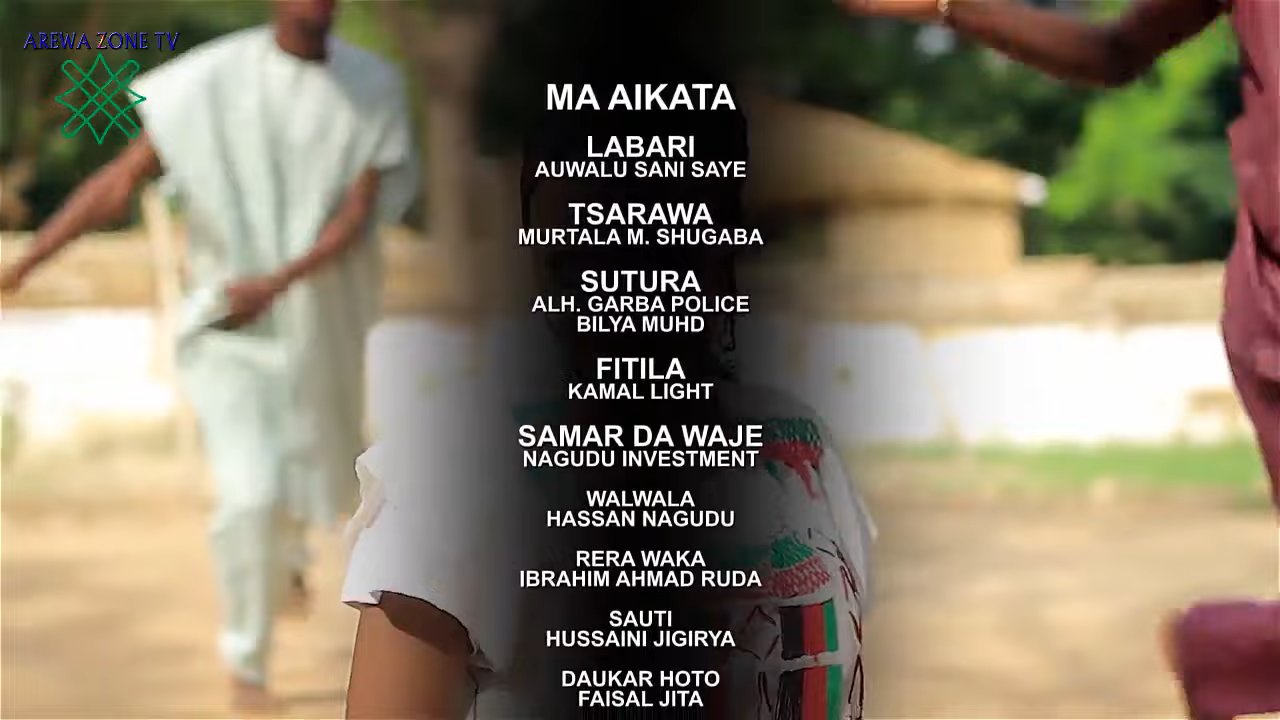 AREWA ZONE TV
MA AIKATA
LABARI
AUWALU SANI SAYE
TSARAWA
MURTALA M. SHUGABA
SUTURA
ALH. GARBA POLICE
BILYA MUHD
FITILA
KAMAL LIGHT
SAMAR DA WAJE
NAGUDU INVESTMENT
WALWALA
HASSAN NAGUDU
RERA WAKA
IBRAHIM AHMAD RUDA
SAUTI
HUSSAINI JIGIRYA
DAUKAR HOTO
FAISAL JITA